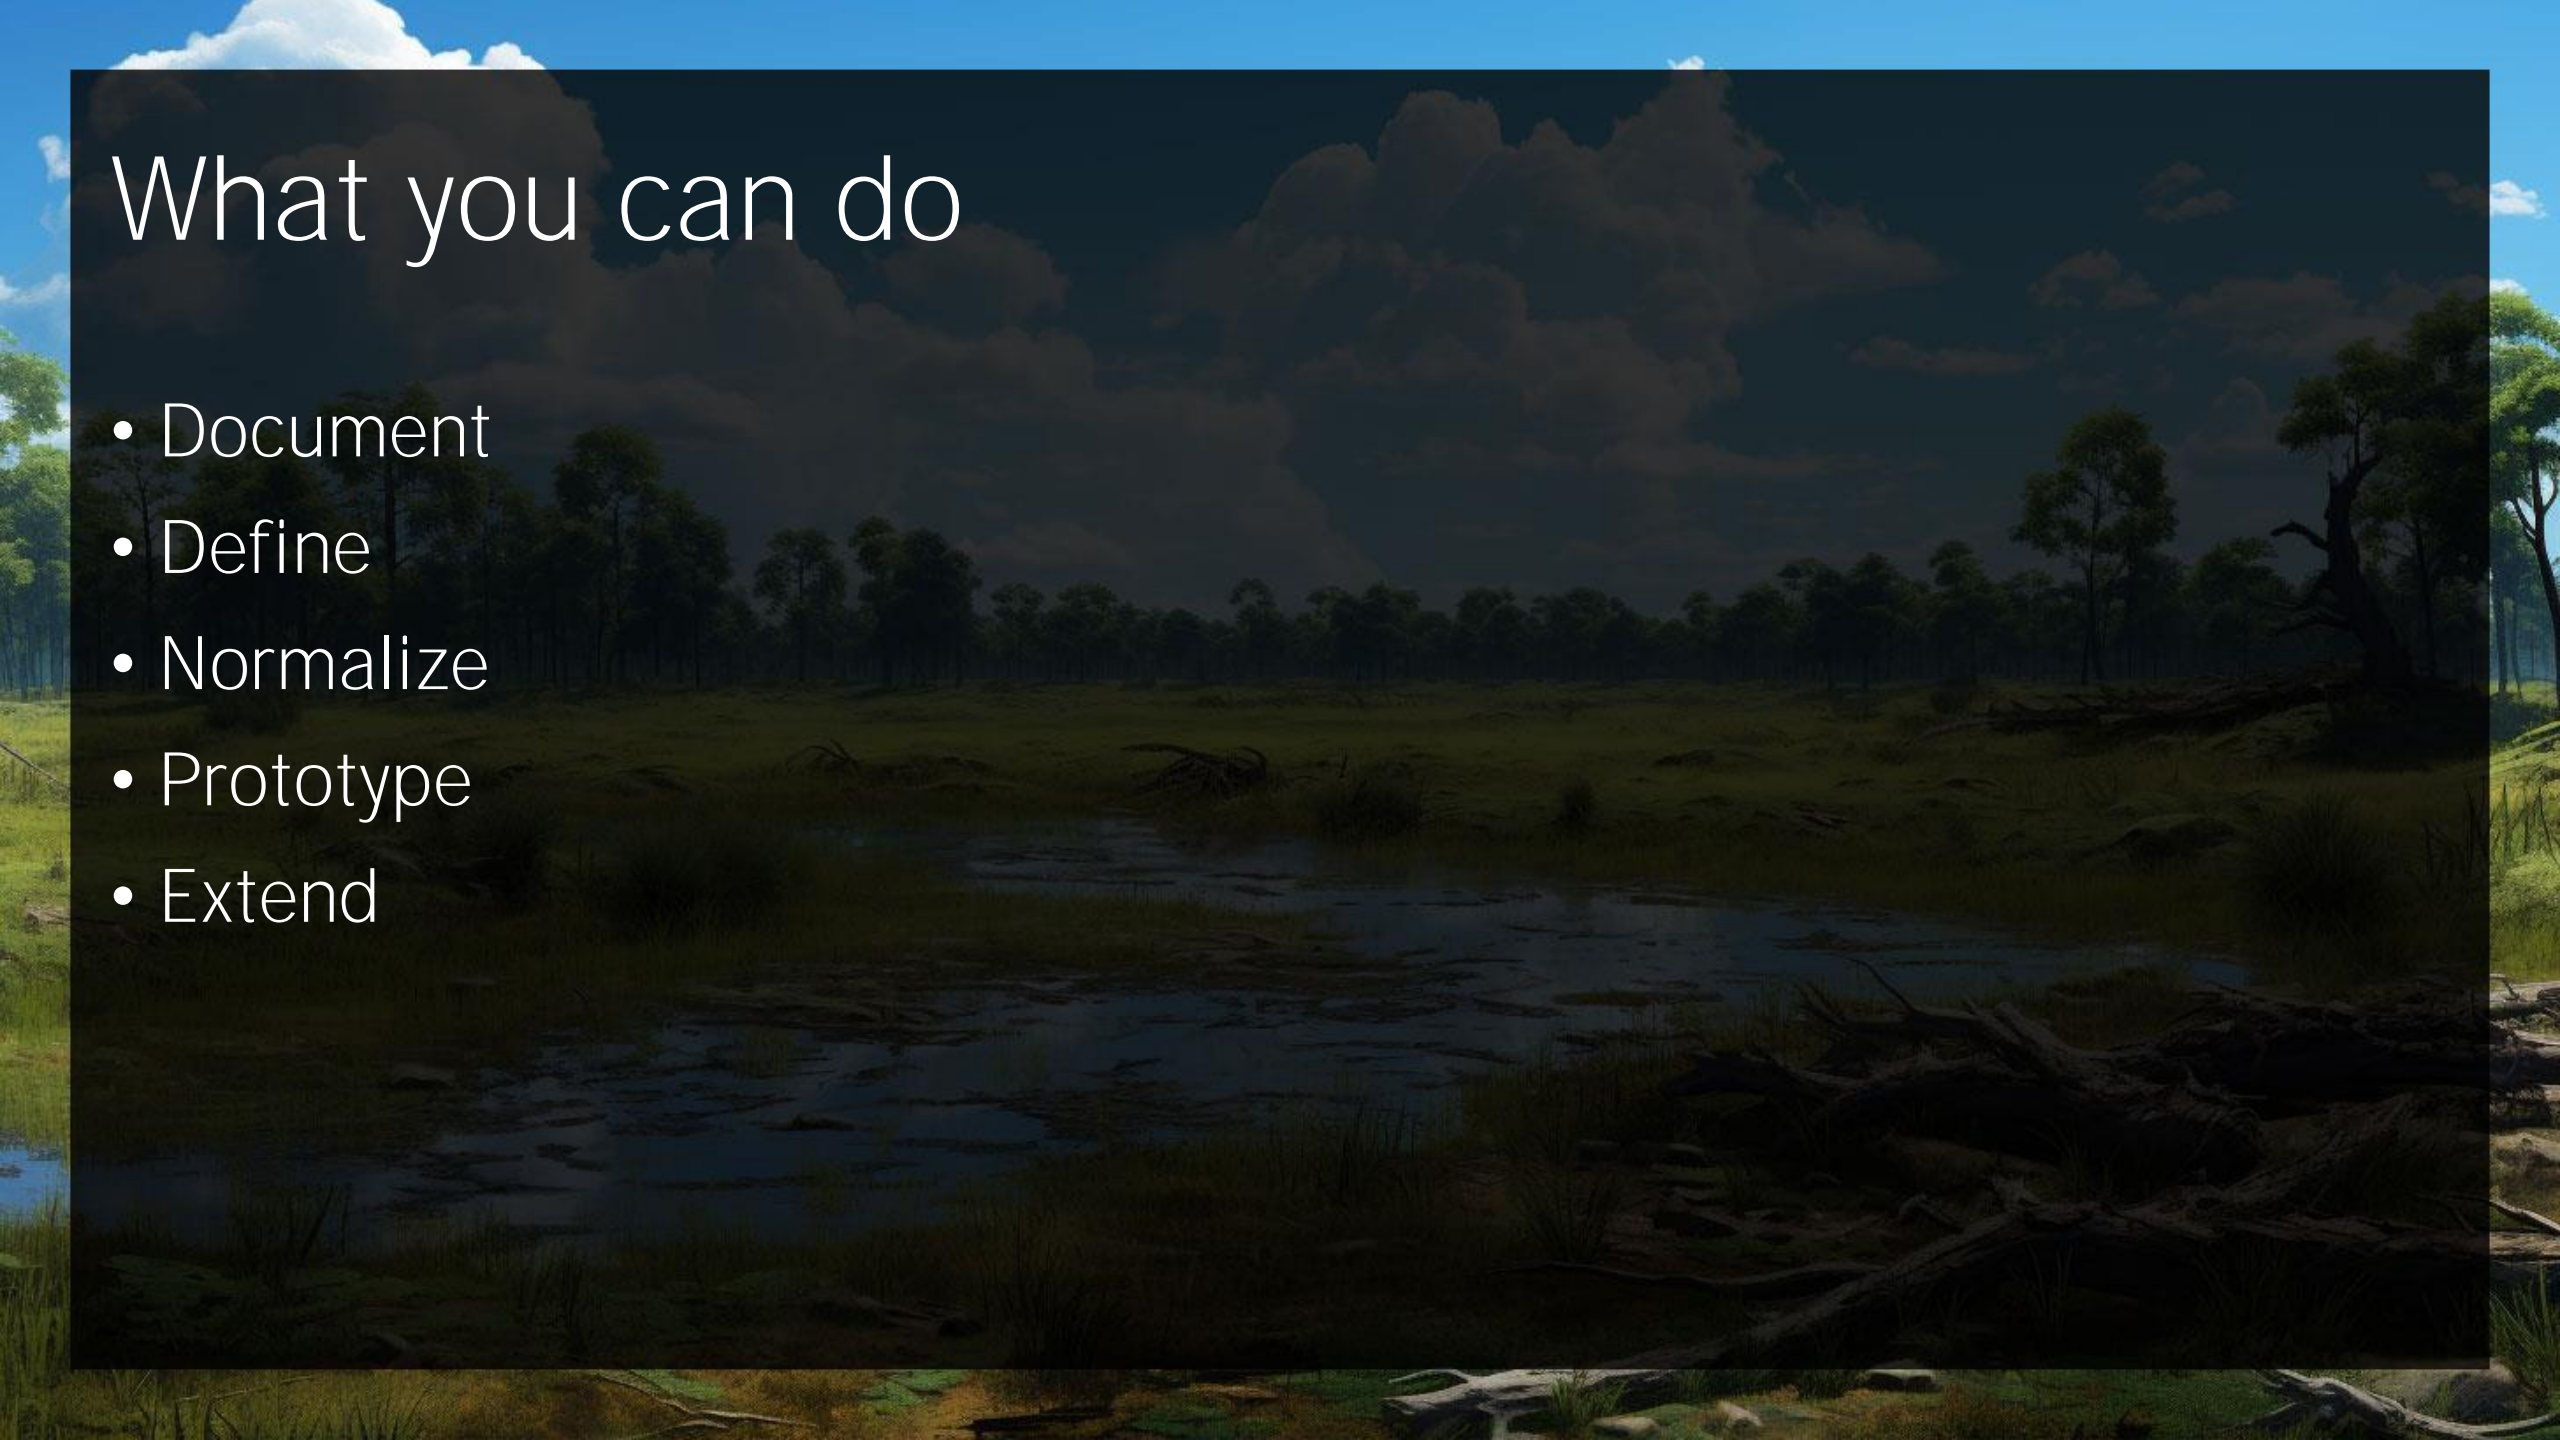 What you can do
• Document
• Define
• Normalize
• Prototype
• Extend